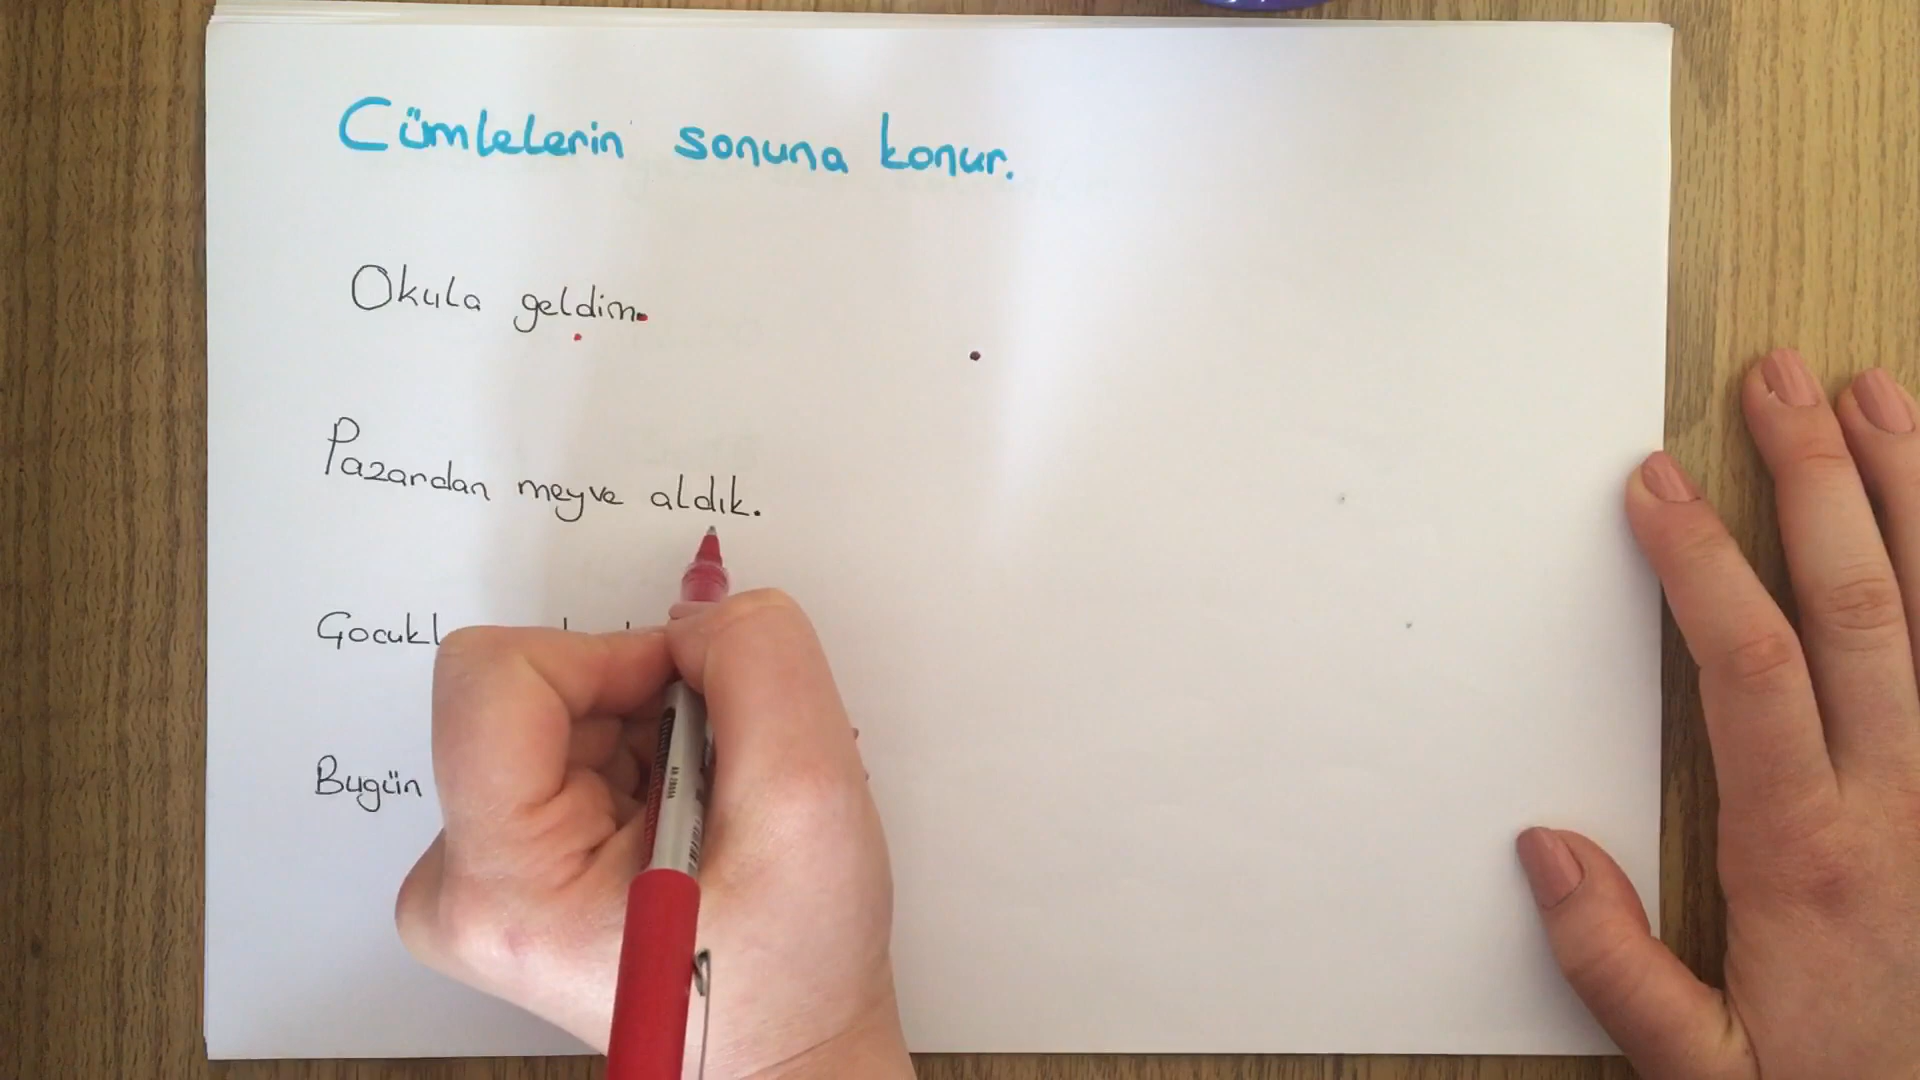 Cümlelerin sonuna konur.
Okula geldim.
Pazardan meyve aldık.
Bugün